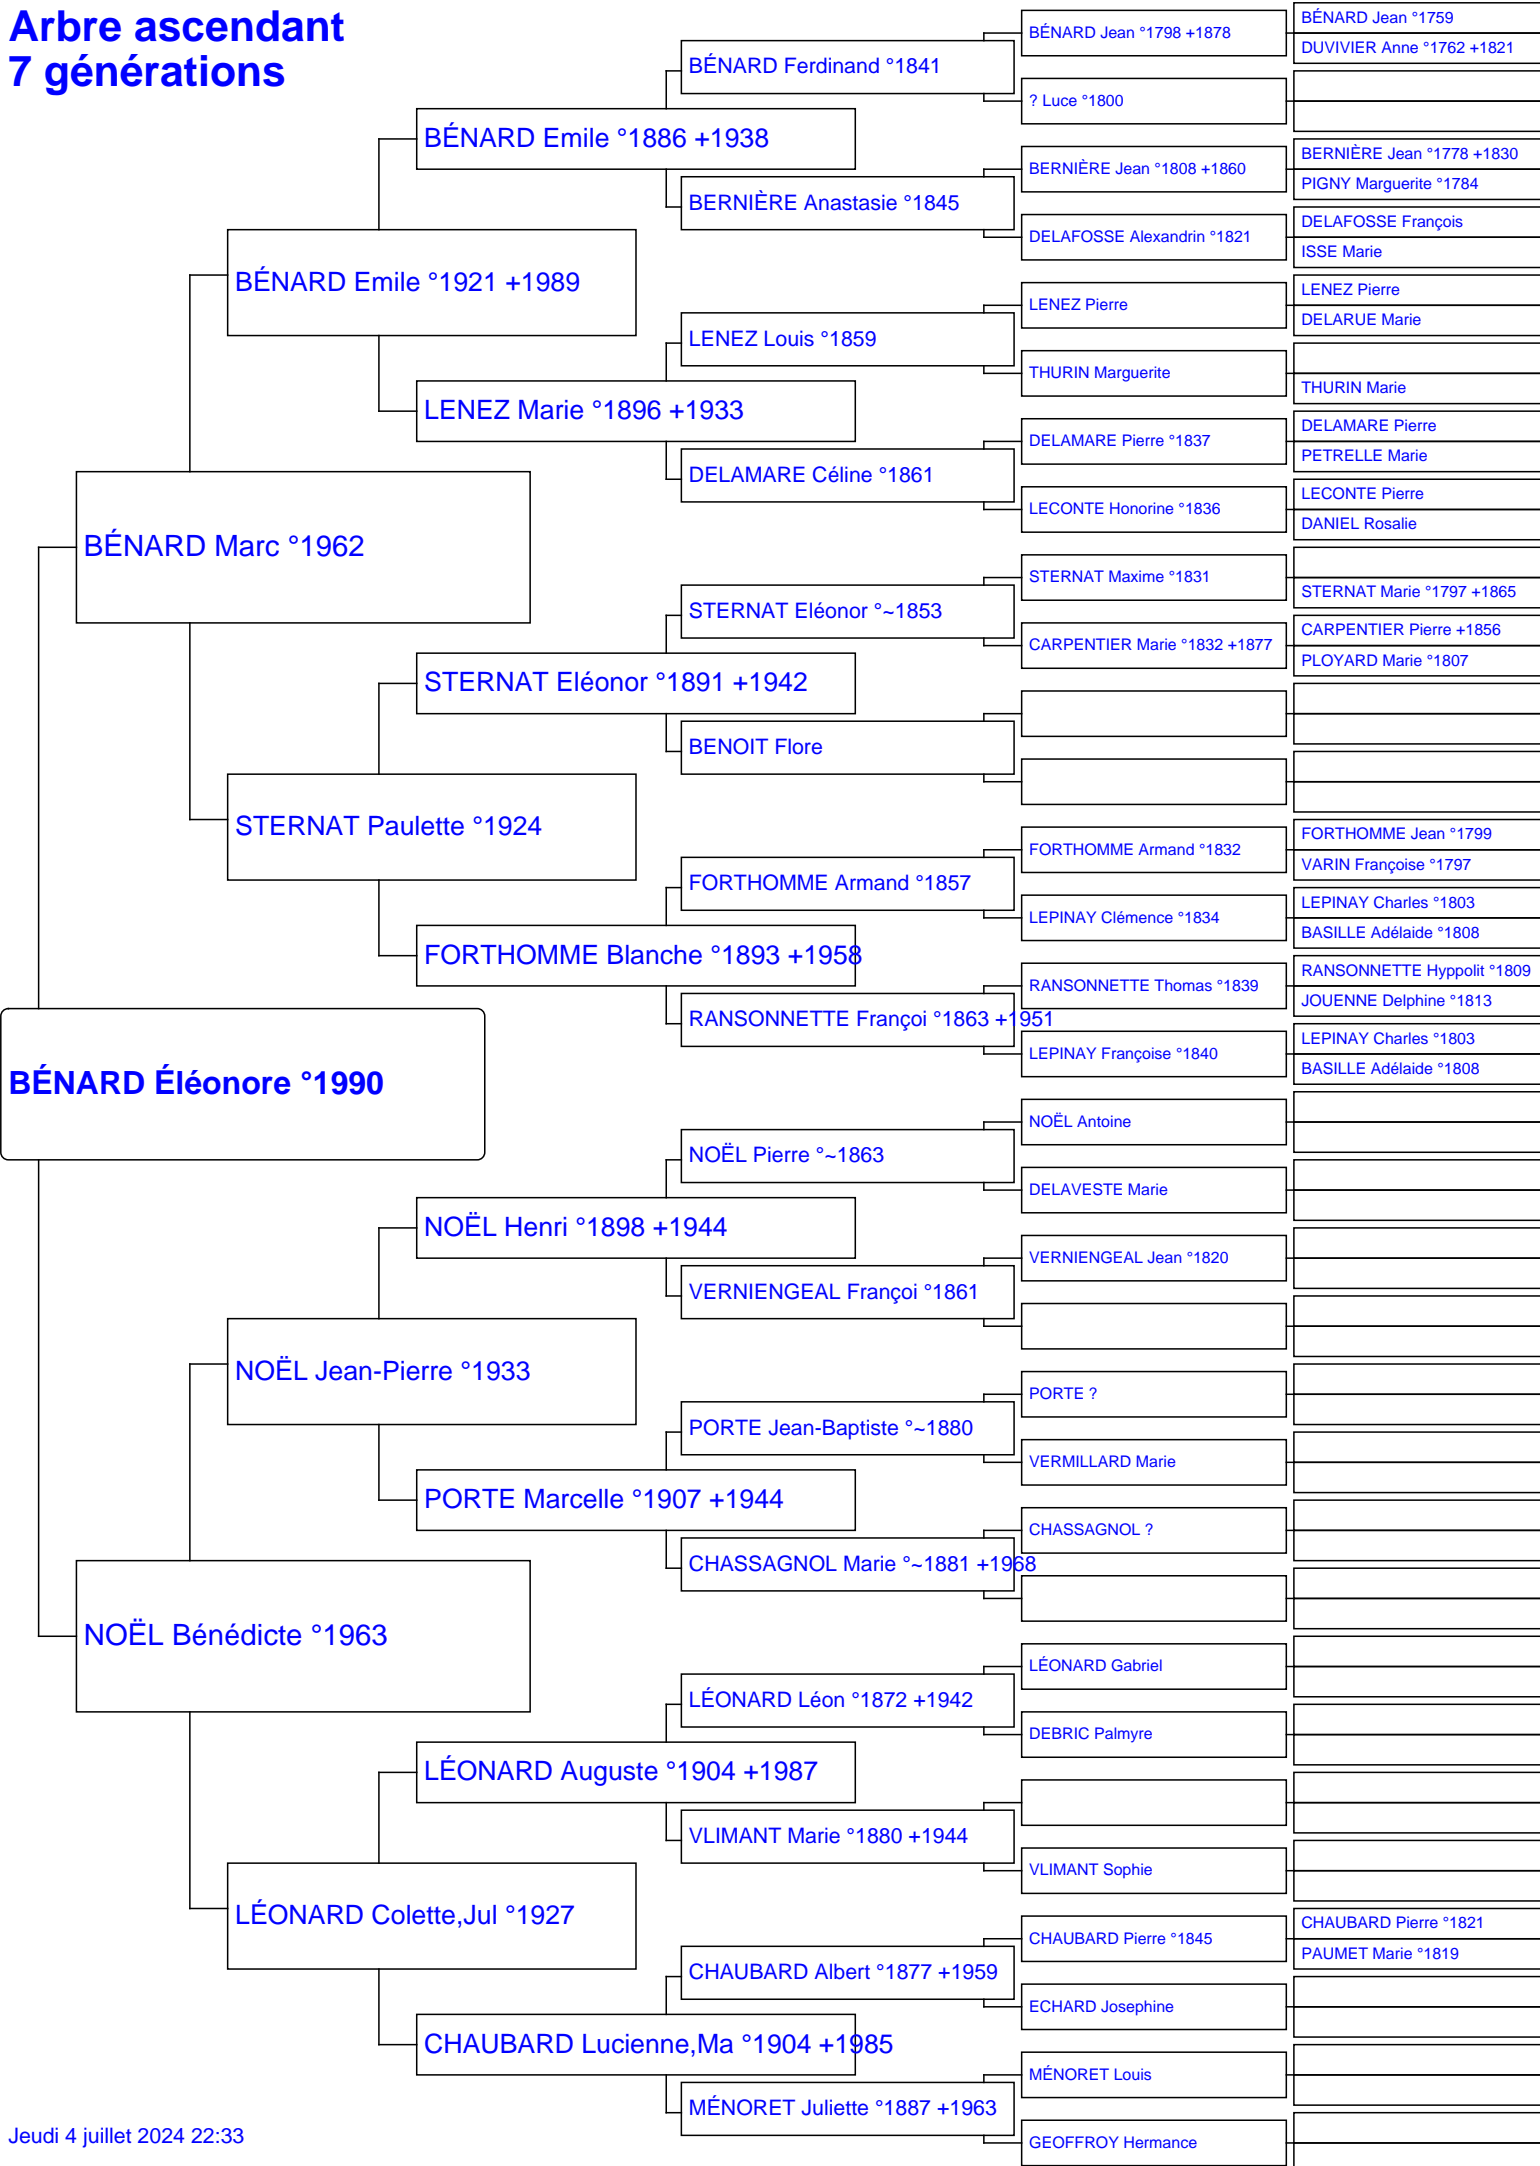 Arbre ascendant
7 générations
BÉNARD Éléonore °1990
BÉNARD Marc °1962
NOËL Bénédicte °1963
BÉNARD Emile °1921 +1989
STERNAT Paulette °1924
NOËL Jean-Pierre °1933
LÉONARD Colette,Jul °1927
BÉNARD Emile °1886 +1938
LENEZ Marie °1896 +1933
STERNAT Eléonor °1891 +1942
FORTHOMME Blanche °1893 +1958
NOËL Henri °1898 +1944
PORTE Marcelle °1907 +1944
LÉONARD Auguste °1904 +1987
CHAUBARD Lucienne,Ma °1904 +1985
BÉNARD Ferdinand °1841
BERNIÈRE Anastasie °1845
LENEZ Louis °1859
DELAMARE Céline °1861
STERNAT Eléonor °~1853
BENOIT Flore
FORTHOMME Armand °1857
RANSONNETTE Françoi °1863 +1951
NOËL Pierre °~1863
VERNIENGEAL Françoi °1861
PORTE Jean-Baptiste °~1880
CHASSAGNOL Marie °~1881 +1968
LÉONARD Léon °1872 +1942
VLIMANT Marie °1880 +1944
CHAUBARD Albert °1877 +1959
MÉNORET Juliette °1887 +1963
BÉNARD Jean °1798 +1878
? Luce °1800
BERNIÈRE Jean °1808 +1860
DELAFOSSE Alexandrin °1821
LENEZ Pierre
THURIN Marguerite
DELAMARE Pierre °1837
LECONTE Honorine °1836
STERNAT Maxime °1831
CARPENTIER Marie °1832 +1877
FORTHOMME Armand °1832
LEPINAY Clémence °1834
RANSONNETTE Thomas °1839
LEPINAY Françoise °1840
NOËL Antoine
DELAVESTE Marie
VERNIENGEAL Jean °1820
PORTE ?
VERMILLARD Marie
CHASSAGNOL ?
LÉONARD Gabriel
DEBRIC Palmyre
VLIMANT Sophie
CHAUBARD Pierre °1845
ECHARD Josephine
MÉNORET Louis
GEOFFROY Hermance
BÉNARD Jean °1759
DUVIVIER Anne °1762 +1821
BERNIÈRE Jean °1778 +1830
PIGNY Marguerite °1784
DELAFOSSE François
ISSE Marie
LENEZ Pierre
DELARUE Marie
THURIN Marie
DELAMARE Pierre
PETRELLE Marie
LECONTE Pierre
DANIEL Rosalie
STERNAT Marie °1797 +1865
CARPENTIER Pierre +1856
PLOYARD Marie °1807
FORTHOMME Jean °1799
VARIN Françoise °1797
LEPINAY Charles °1803
BASILLE Adélaide °1808
RANSONNETTE Hyppolit °1809
JOUENNE Delphine °1813
LEPINAY Charles °1803
BASILLE Adélaide °1808
CHAUBARD Pierre °1821
PAUMET Marie °1819
Jeudi 4 juillet 2024 22:33